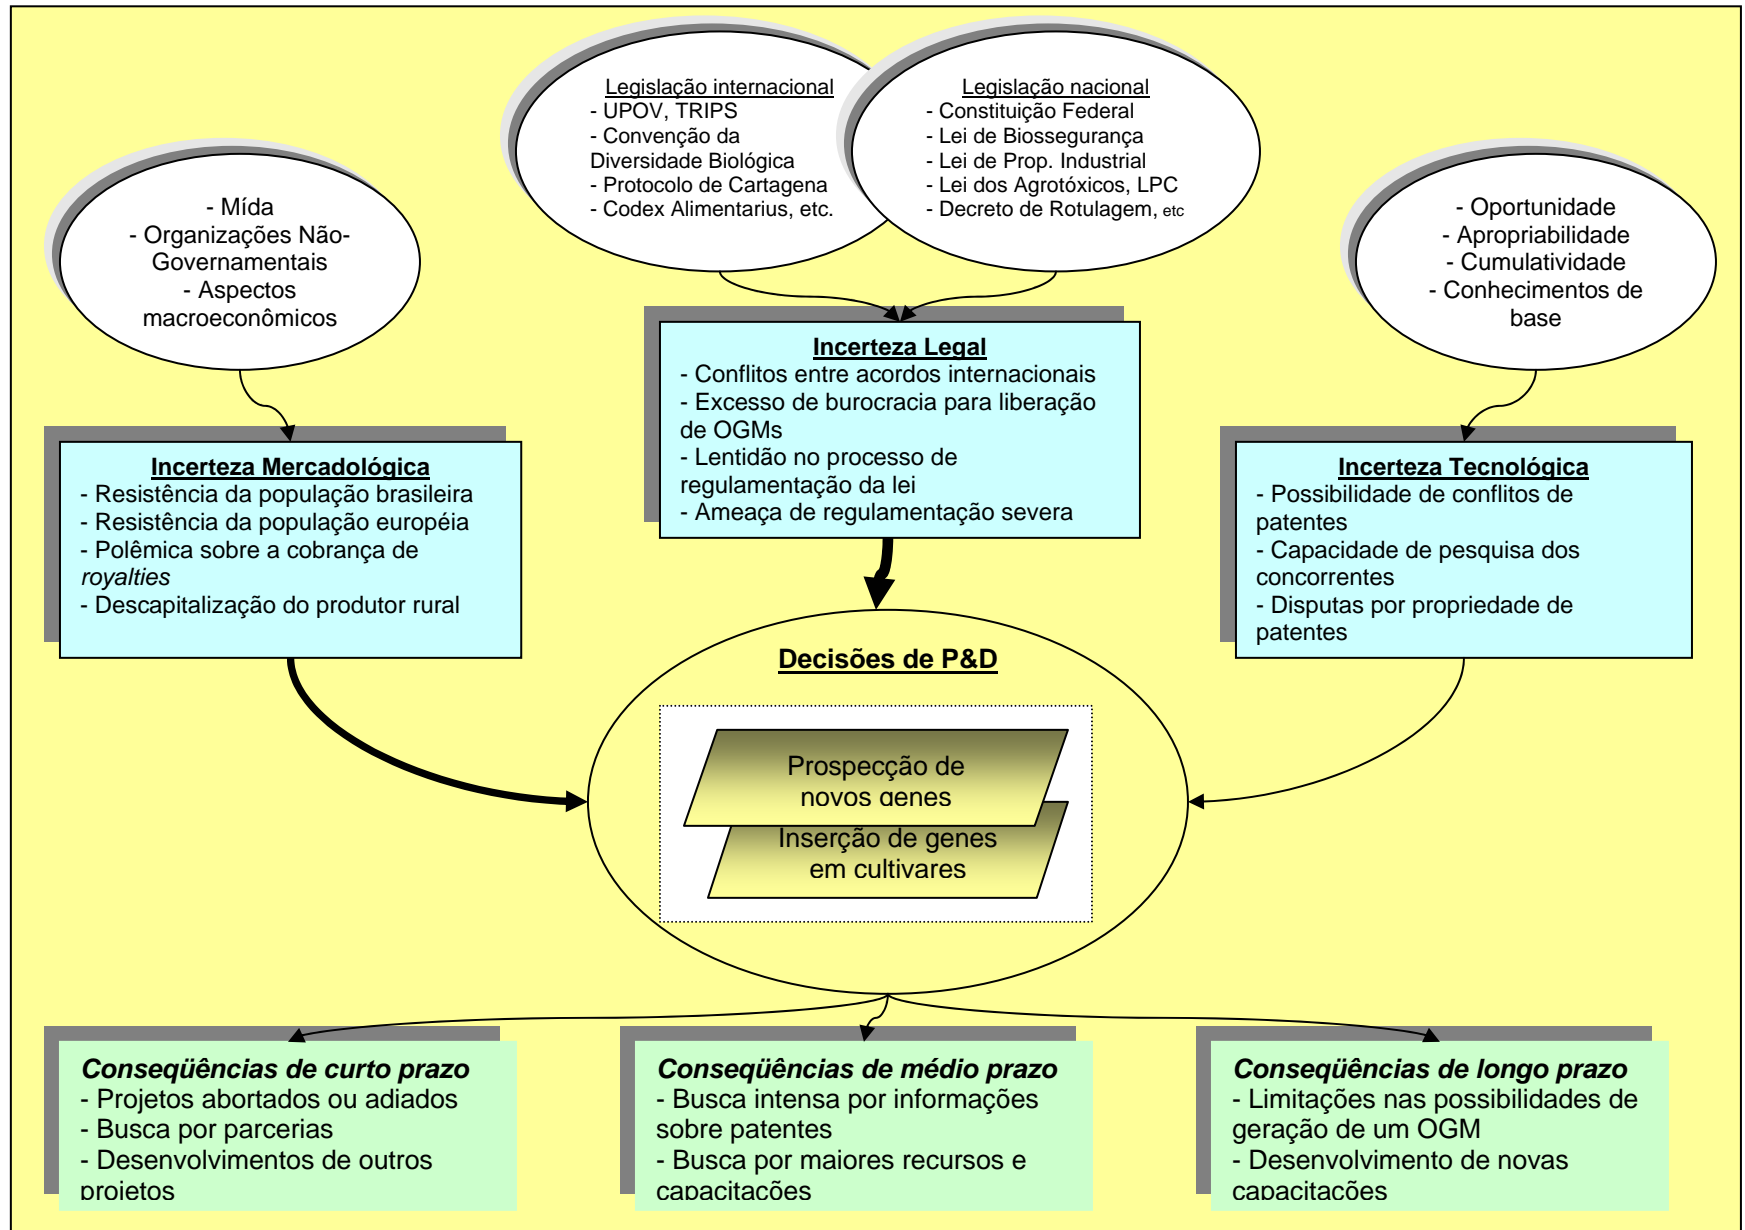 Legislação internacional
- UPOV, TRIPS
- Convenção da
Diversidade Biológica
- Protocolo de Cartagena
- Codex Alimentarius, etc.
Legislação nacional
- Constituição Federal
- Lei de Biossegurança
- Lei de Prop. Industrial
- Lei dos Agrotóxicos, LPC
- Decreto de Rotulagem, etc
- Mída
- Organizações Não-
Governamentais
- Aspectos
macroeconômicos
- Oportunidade
- Apropriabilidade
- Cumulatividade
- Conhecimentos de
base
Incerteza Legal
- Conflitos entre acordos internacionais
- Excesso de burocracia para liberação
de OGMs
- Lentidão no processo de
regulamentação da lei
- Ameaça de regulamentação severa
Incerteza Mercadológica
- Resistência da população brasileira
- Resistência da população européia
- Polêmica sobre a cobrança de
royalties
- Descapitalização do produtor rural
Incerteza Tecnológica
- Possibilidade de conflitos de
patentes
- Capacidade de pesquisa dos
concorrentes
- Disputas por propriedade de
patentes
Decisões de P&D
Prospecção de
novos genes
Inserção de genes
em cultivares
Conseqüências de curto prazo
- Projetos abortados ou adiados
- Busca por parcerias
- Desenvolvimentos de outros
projetos
Conseqüências de médio prazo
- Busca intensa por informações
sobre patentes
- Busca por maiores recursos e
capacitações
Conseqüências de longo prazo
- Limitações nas possibilidades de
geração de um OGM
- Desenvolvimento de novas
capacitações